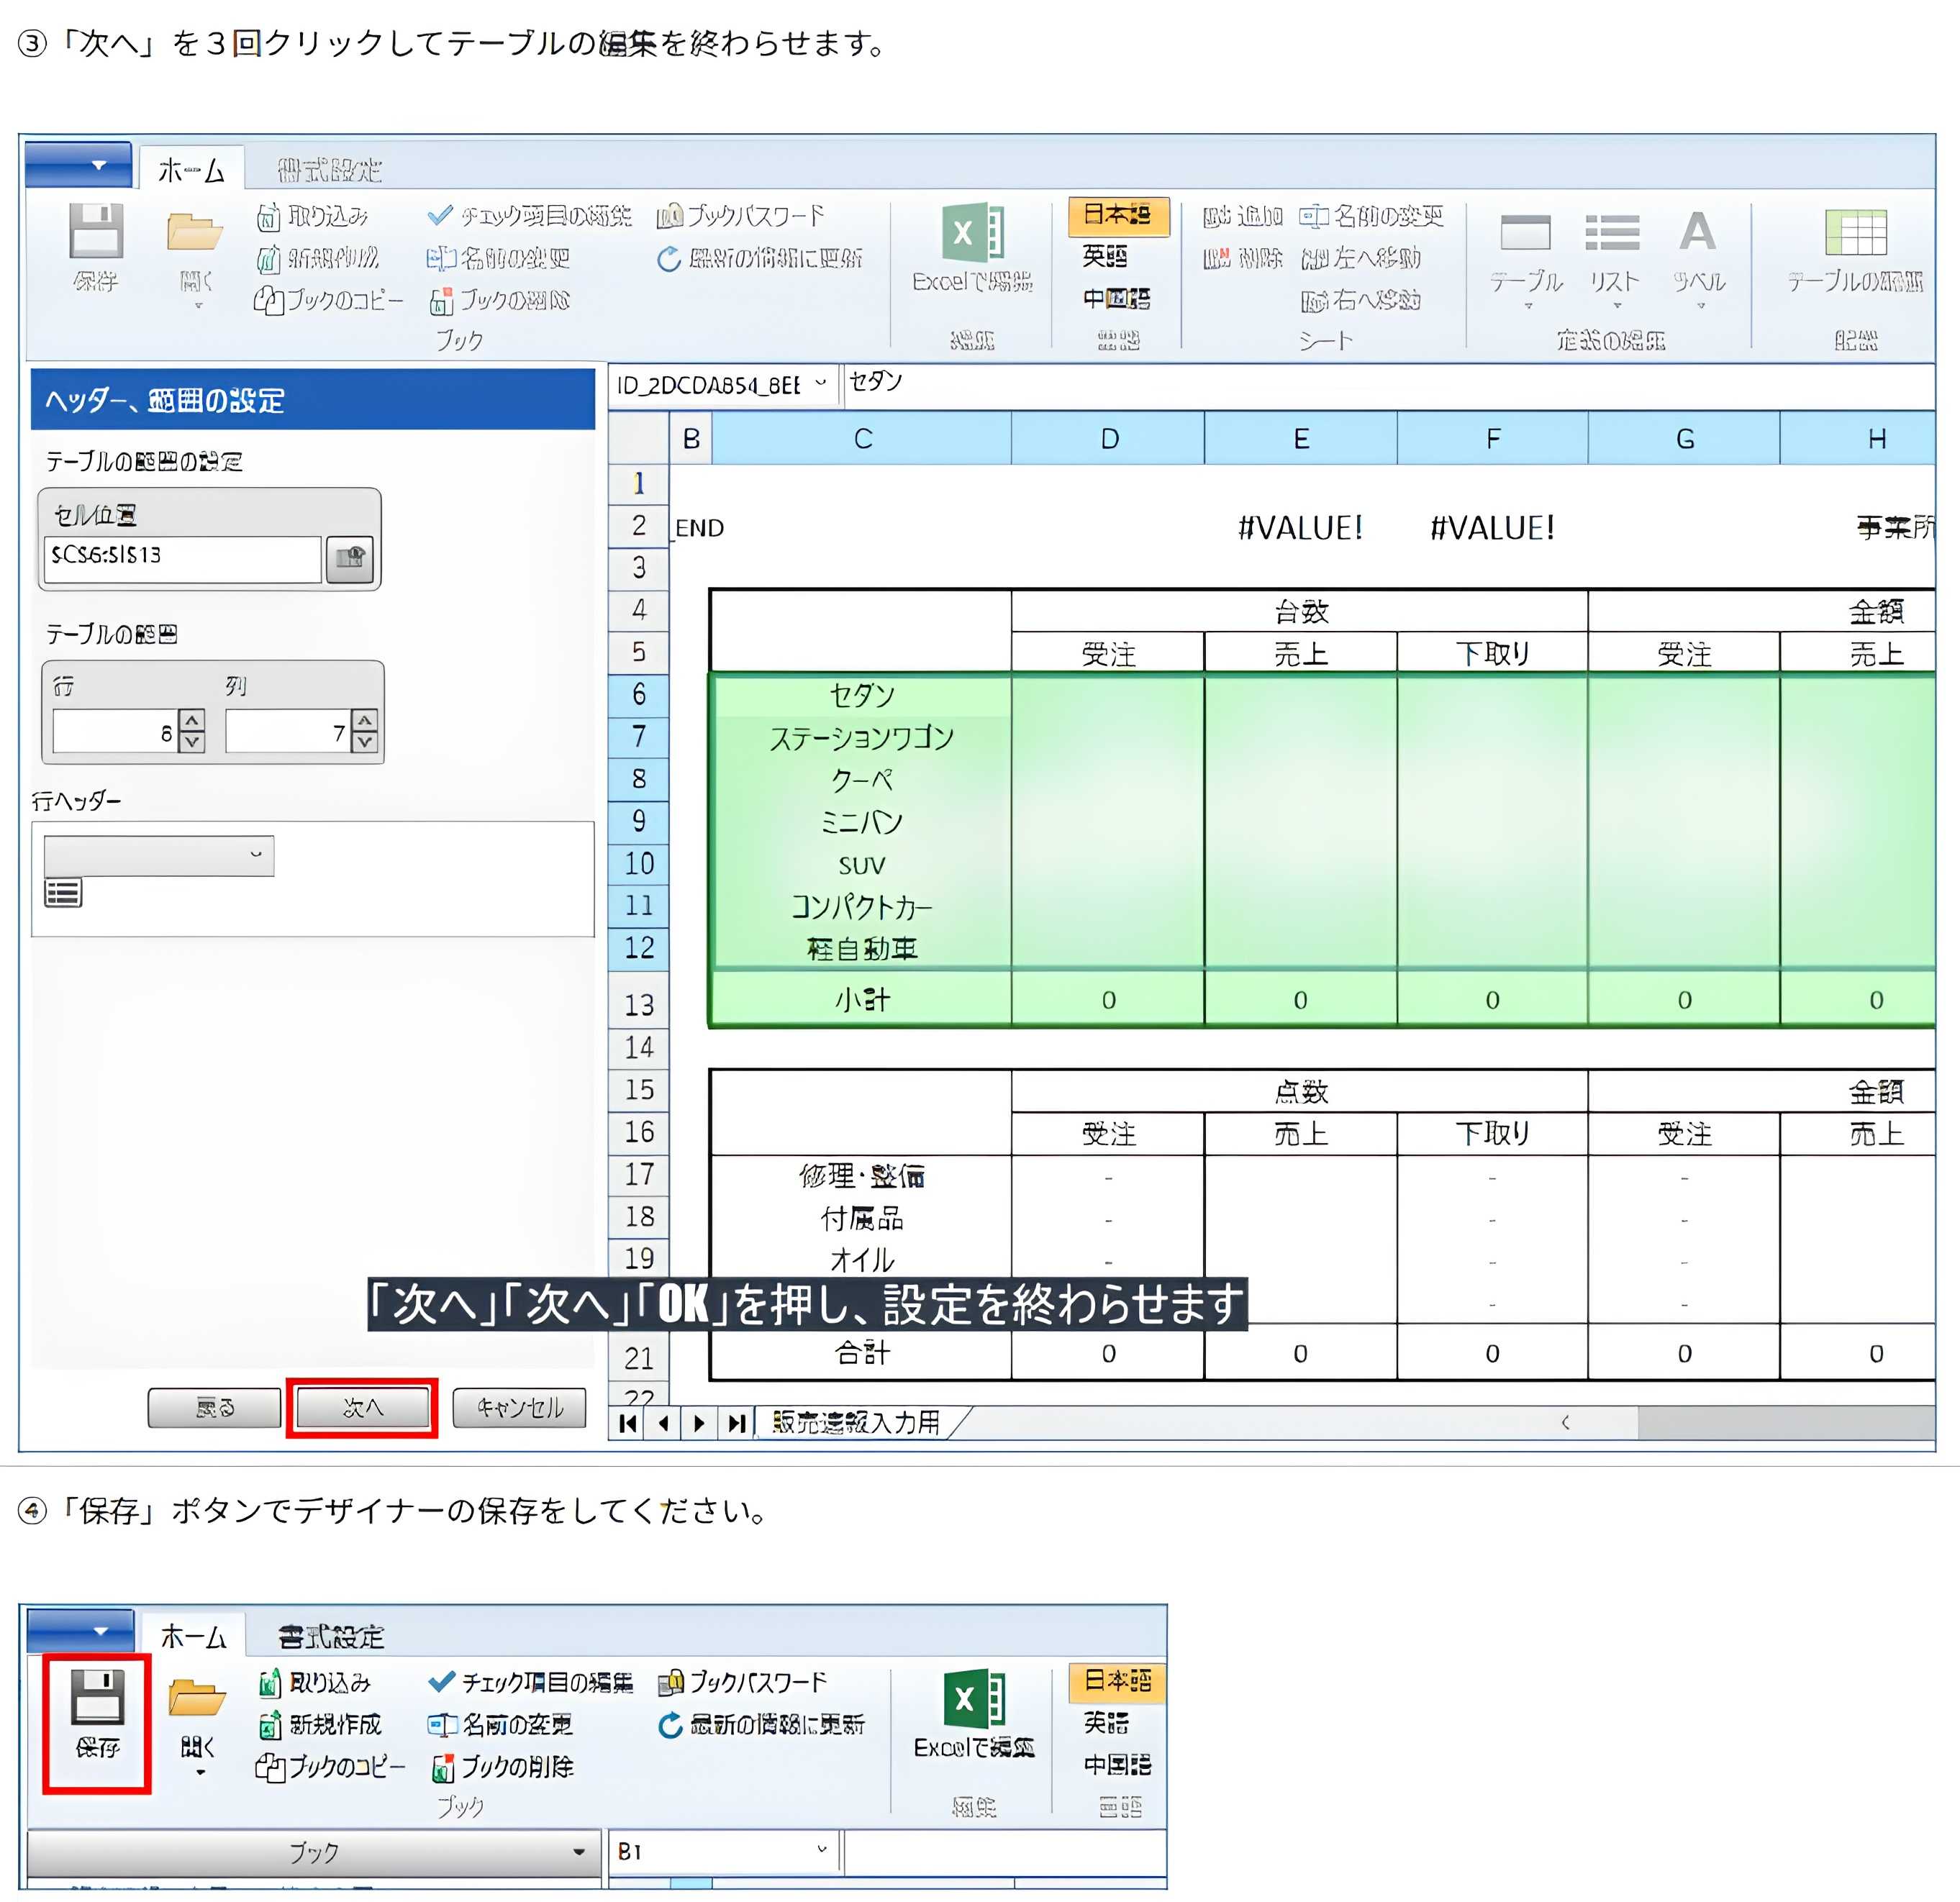 ③「次へ」を３回クリックしてテーブルの編集を終わらせます。
ホーム 書式設定
取り込み チェック項目の編集 ブックパスワード 日本語 追加 名前の変更
新規作成 名前の変更 最新の情報に更新 英語 削除 左へ移動
保存 開く Excelで編集 テーブル リスト ラベル テーブルの範囲
ブックのコピー ブックの削除 中国語 右へ移動
ブック 編集 言語 シート 定義の編集
ヘッダー、範囲の設定
ID_2DCDA854_8EE セダン
B C D E F G H
テーブルの範囲の設定
セル位置
$C$6:$I$13
テーブルの範囲
行 列
8 7
行ヘッダー
1
2 _END #VALUE! #VALUE! 事業所
3
4 台数 金額
5 受注 売上 下取り 受注 売上
6 セダン
7 ステーションワゴン
8 クーペ
9 ミニバン
10 SUV
11 コンパクトカー
12 軽自動車
13 小計 0 0 0 0 0
14
15 点数 金額
16 受注 売上 下取り 受注 売上
17 修理・整備 - - -
18 付属品 - - -
19 オイル - - -
「次へ」「次へ」「OK」を押し、設定を終わらせます - -
21 合計 0 0 0 0 0
22
戻る 次へ キャンセル
販売速報入力用
④「保存」ボタンでデザイナーの保存をしてください。
ホーム 書式設定
取り込み チェック項目の編集 ブックパスワード 日本語
新規作成 名前の変更 最新の情報に更新 英語
保存 開く Excelで編集
ブックのコピー ブックの削除 中国語
ブック 編集 言語
ブック B1